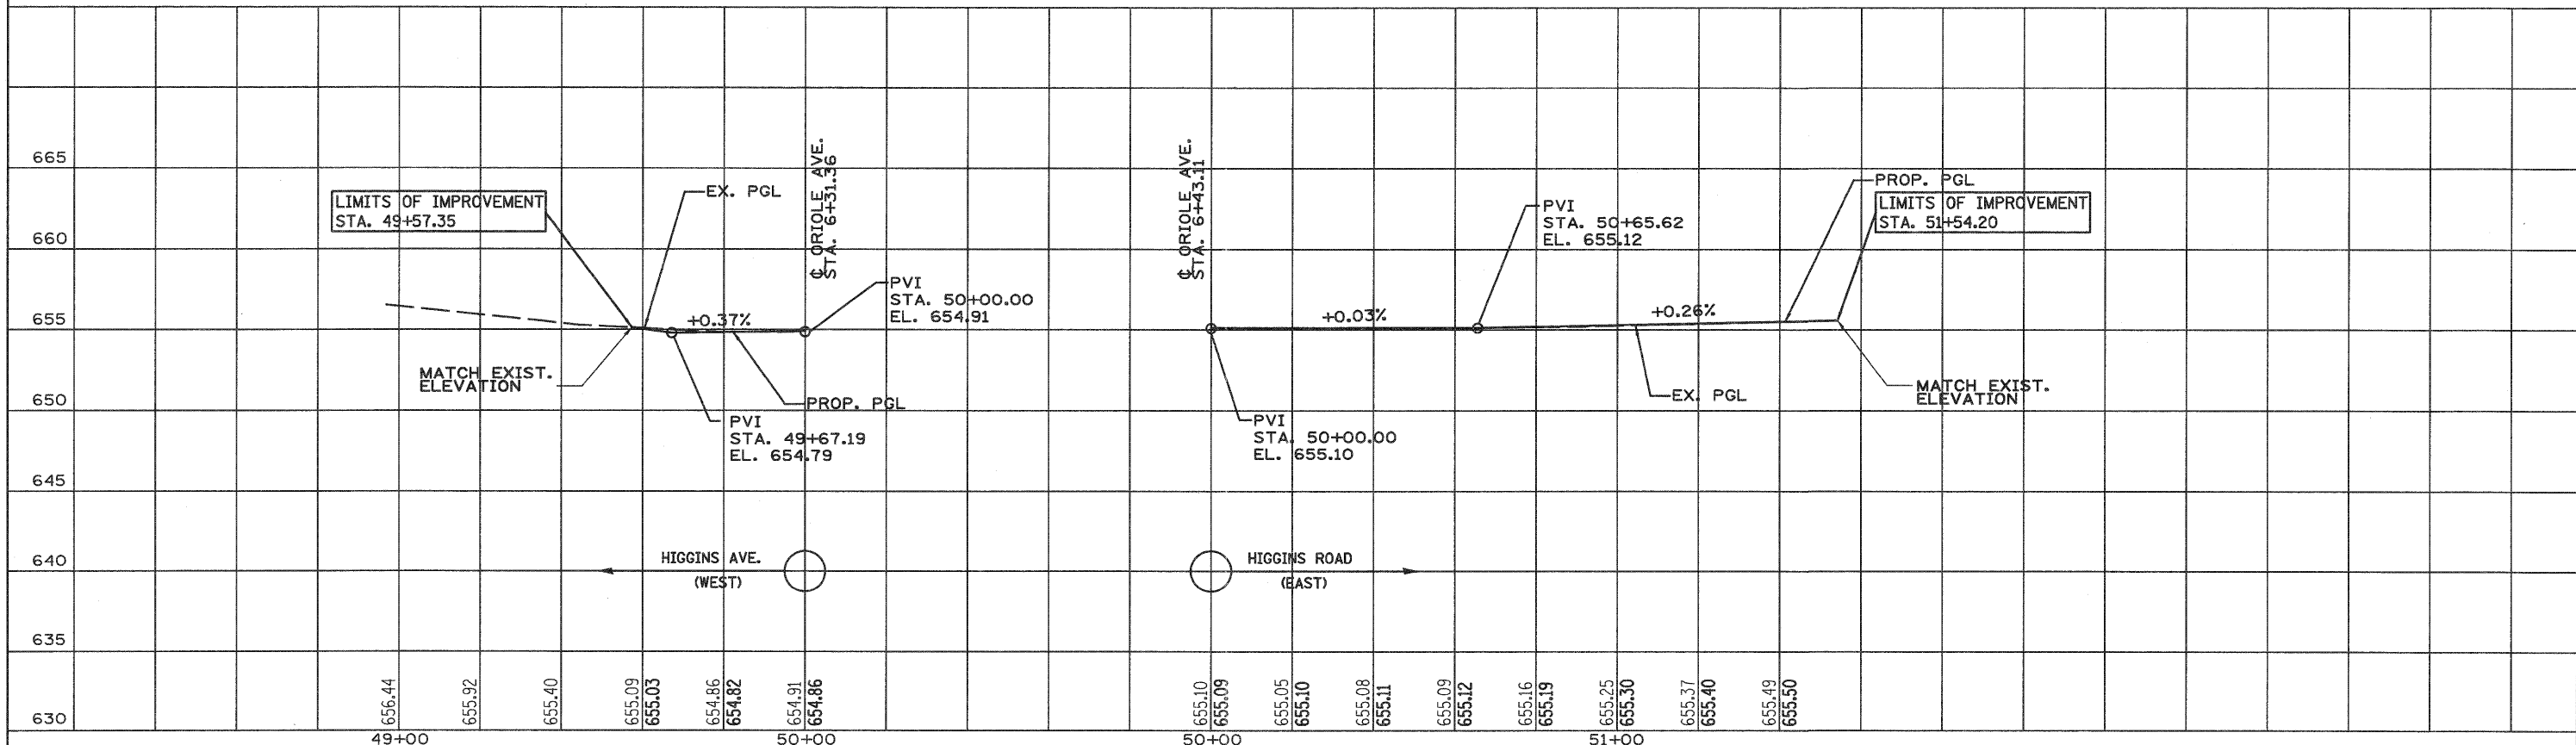 665
660
655
650
645
640
635
630
LIMITS OF IMPROVEMENT
STA. 49+57.35
EX. PGL
℄ ORIOLE AVE.
STA. 6+31.36
PVI
STA. 50+00.00
EL. 654.91
+0.37%
MATCH EXIST.
ELEVATION
PROP. PGL
PVI
STA. 49+67.19
EL. 654.79
HIGGINS AVE.
(WEST)
℄ ORIOLE AVE.
STA. 6+43.11
PVI
STA. 50+65.62
EL. 655.12
PROP. PGL
LIMITS OF IMPROVEMENT
STA. 51+54.20
+0.03%
+0.26%
EX. PGL
MATCH EXIST.
ELEVATION
PVI
STA. 50+00.00
EL. 655.10
HIGGINS ROAD
(EAST)
656.44
655.92
655.40
655.09
655.03
654.86
654.82
654.91
654.86
655.10
655.09
655.05
655.10
655.08
655.11
655.09
655.12
655.16
655.19
655.25
655.30
655.37
655.40
655.49
655.50
49+00
50+00
50+00
51+00